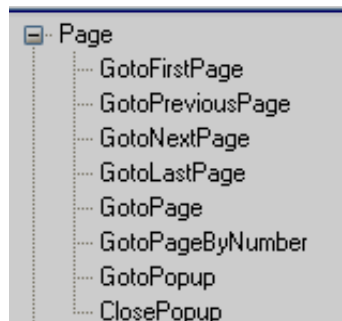 Page
GotoFirstPage
GotoPreviousPage
GotoNextPage
GotoLastPage
GotoPage
GotoPageByNumber
GotoPopup
ClosePopup